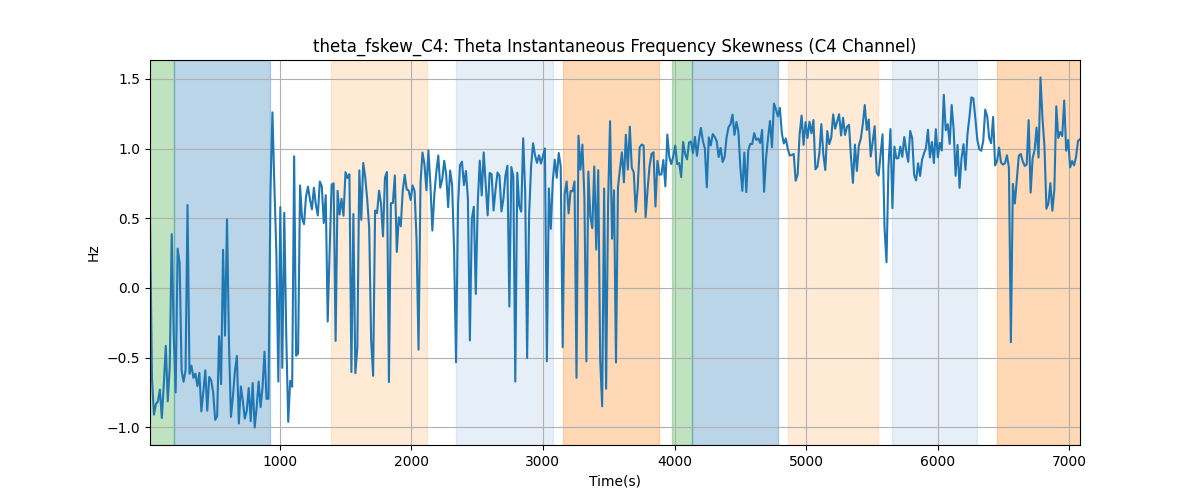 theta_fskew_C4: Theta Instantaneous Frequency Skewness (C4 Channel)
1.5
1.0
0.5
0.0
−0.5
−1.0
Hz
1000 2000 3000 4000 5000 6000 7000
Time(s)